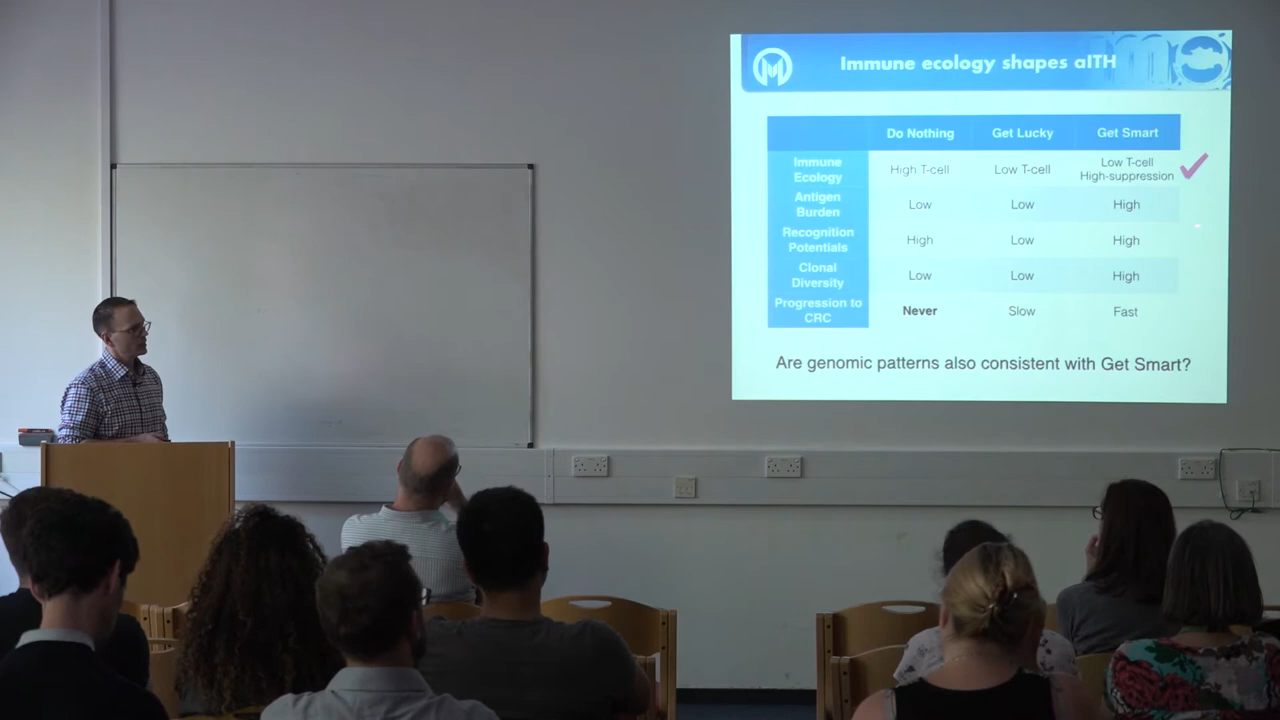 Immune ecology shapes aITH
Do Nothing Get Lucky Get Smart
Immune Ecology High T-cell Low T-cell Low T-cell High-suppression
Antigen Burden Low Low High
Recognition Potentials High Low High
Clonal Diversity Low Low High
Progression to CRC Never Slow Fast
Are genomic patterns also consistent with Get Smart?